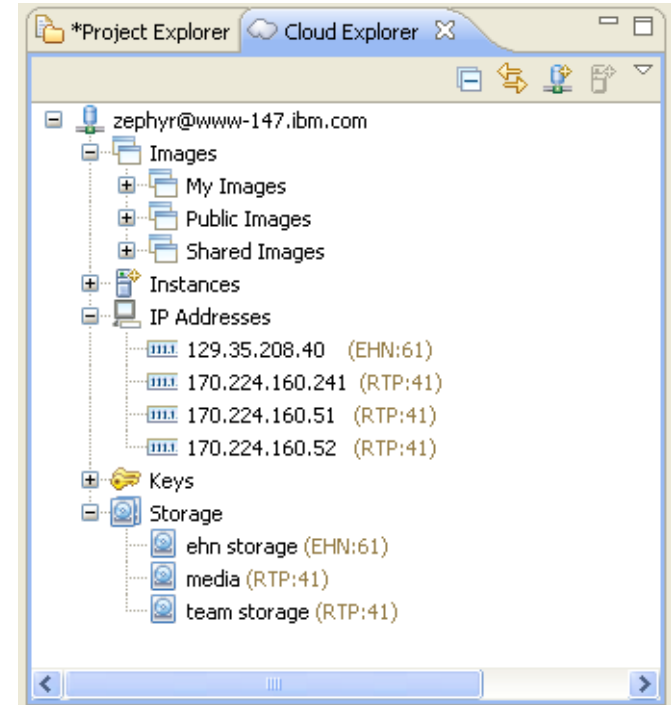 *Project Explorer Cloud Explorer
zephyr@www-147.ibm.com
Images
My Images
Public Images
Shared Images
Instances
IP Addresses
129.35.208.40 (EHN:61)
170.224.160.241 (RTP:41)
170.224.160.51 (RTP:41)
170.224.160.52 (RTP:41)
Keys
Storage
ehn storage (EHN:61)
media (RTP:41)
team storage (RTP:41)